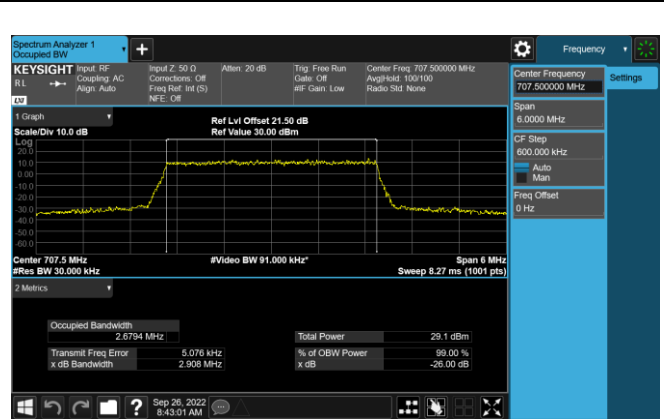 Spectrum Analyzer 1
Occupied BW
Frequency
KEYSIGHT
RL
LXI
Input: RF
Coupling: AC
Align: Auto
Input Z: 50 Ω
Corrections: Off
Freq Ref: Int (S)
NFE: Off
Atten: 20 dB
Trig: Free Run
Gate: Off
#IF Gain: Low
Center Freq: 707.500000 MHz
Avg|Hold: 100/100
Radio Std: None
Center Frequency
707.500000 MHz
Settings
Span
6.0000 MHz
CF Step
600.000 kHz
Auto
Man
Freq Offset
0 Hz
1 Graph
Scale/Div 10.0 dB
Ref Lvl Offset 21.50 dB
Ref Value 30.00 dBm
Log
20.0
10.0
0.00
-10.0
-20.0
-30.0
-40.0
-50.0
-60.0
Center 707.5 MHz
#Video BW 91.000 kHz*
Span 6 MHz
#Res BW 30.000 kHz
Sweep 8.27 ms (1001 pts)
2 Metrics
Occupied Bandwidth
2.6794 MHz
Total Power 29.1 dBm
Transmit Freq Error 5.076 kHz
% of OBW Power 99.00 %
x dB Bandwidth 2.908 MHz
x dB -26.00 dB
?
Sep 26, 2022
8:43:01 AM